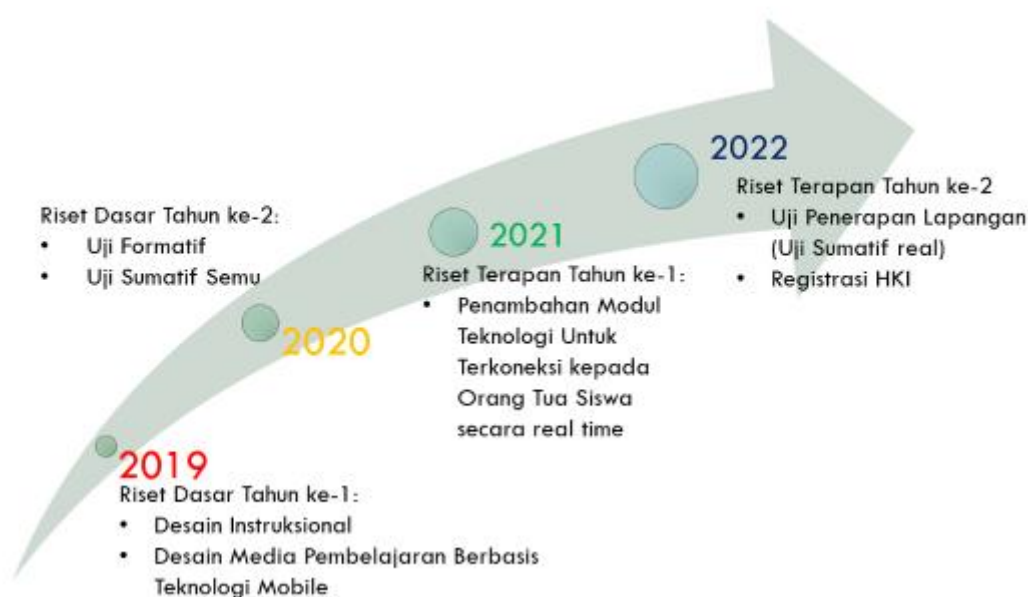 2019
Riset Dasar Tahun ke-1:
• Desain Instruksional
• Desain Media Pembelajaran Berbasis
Teknologi Mobile
2020
Riset Dasar Tahun ke-2:
• Uji Formatif
• Uji Sumatif Semu
2021
Riset Terapan Tahun ke-1:
• Penambahan Modul
Teknologi Untuk
Terkoneksi kepada
Orang Tua Siswa
secara real time
2022
Riset Terapan Tahun ke-2
• Uji Penerapan Lapangan
(Uji Sumatif real)
• Registrasi HKI